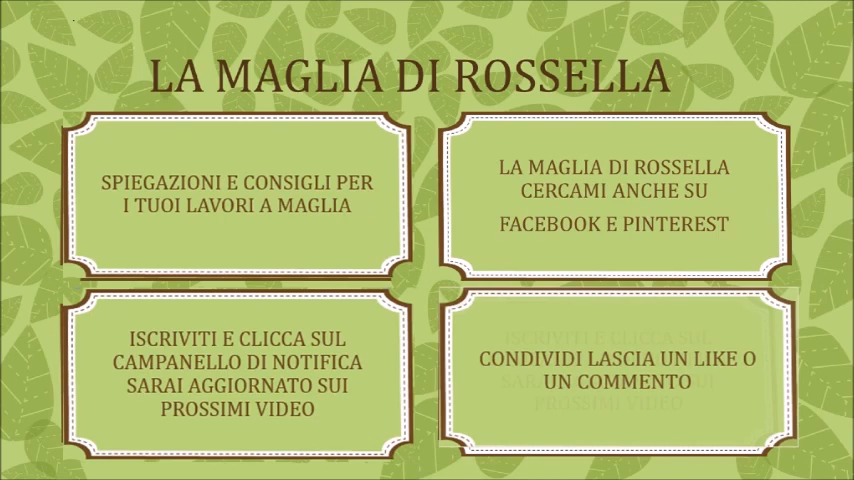 LA MAGLIA DI ROSSELLA
SPIEGAZIONI E CONSIGLI PER
I TUOI LAVORI A MAGLIA
LA MAGLIA DI ROSSELLA
CERCAMI ANCHE SU
FACEBOOK E PINTEREST
ISCRIVITI E CLICCA SUL
CAMPANELLO DI NOTIFICA
SARAI AGGIORNATO SUI
PROSSIMI VIDEO
CONDIVIDI LASCIA UN LIKE O
UN COMMENTO